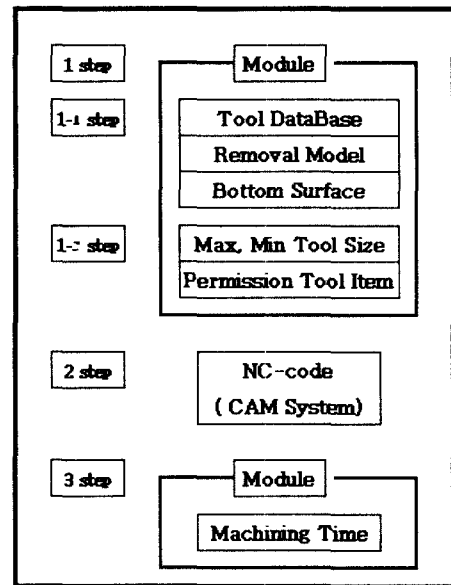 1 step
Module
1-1 step
Tool DataBase
Removal Model
Bottom Surface
1-2 step
Max, Min Tool Size
Permission Tool Item
2 step
NC-code
( CAM System)
3 step
Module
Machining Time